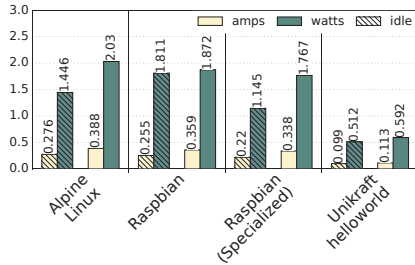 3.0
2.5
2.0
1.5
1.0
0.5
0.0
amps watts idle
0.276
1.446
0.388
2.03
0.255
1.811
0.359
1.872
0.22
1.145
0.338
1.767
0.099
0.512
0.113
0.592
Alpine
Linux
Raspbian
Raspbian
(Specialized)
Unikraft
helloworld